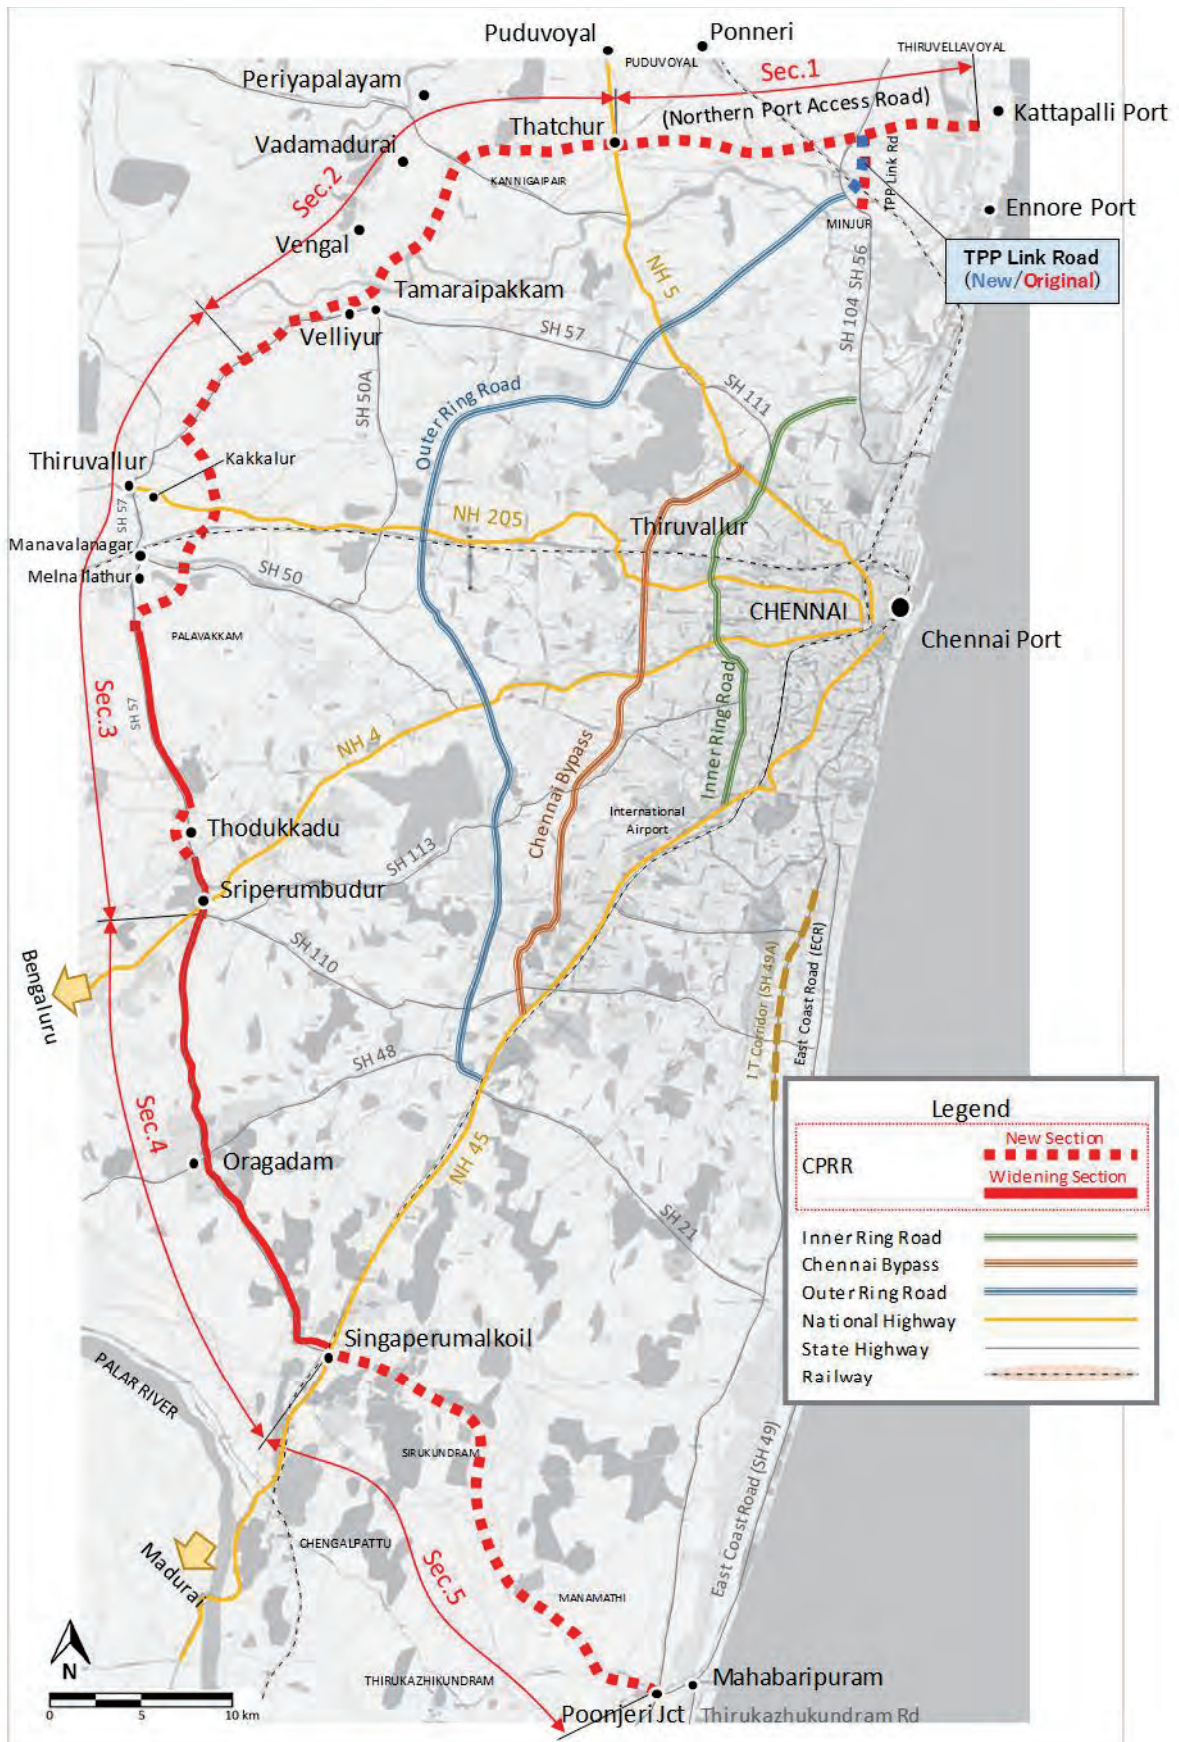 Puduvoyal
Ponneri
PUDUVOYAL
THIRUVELLAVOYAL
Sec.1
Periyapalayam
(Northern Port Access Road)
Kattapalli Port
Thatchur
Vadamadurai
TPP Link Rd
KANNIGAIPAIR
Sec.2
Ennore Port
MINJUR
Vengal
TPP Link Road
(New/Original)
NH 5
SH 104 SH 56
Tamaraipakkam
Velliyur
SH 57
SH 50A
SH 111
Outer Ring Road
Thiruvallur
Kakkalur
SH 57
NH 205
Thiruvallur
Manavalanagar
Melnallathur
SH 50
CHENNAI
Chennai Port
PALAVAKKAM
Sec.3
SH 57
Inner Ring Road
NH 4
Chennai Bypass
International
Airport
Thodukkadu
SH 113
Sriperumbudur
Bengaluru
SH 110
I T Corridor (SH 49A)
East Coast Road (ECR)
SH 48
Sec.4
Oragadam
NH 45
SH 21
Legend
CPRR
New Section
Widening Section
Inner Ring Road
Chennai Bypass
Outer Ring Road
National Highway
State Highway
Railway
Singaperumalkoil
PALAR RIVER
SIRUKUNDRAM
East Coast Road (SH 49)
CHENGALPATTU
Madurai
Sec.5
MANAMATHI
THIRUKAZHIKUNDRAM
Mahabaripuram
Poonjeri Jct
Thirukazhukundram Rd
N
0 5 10 km